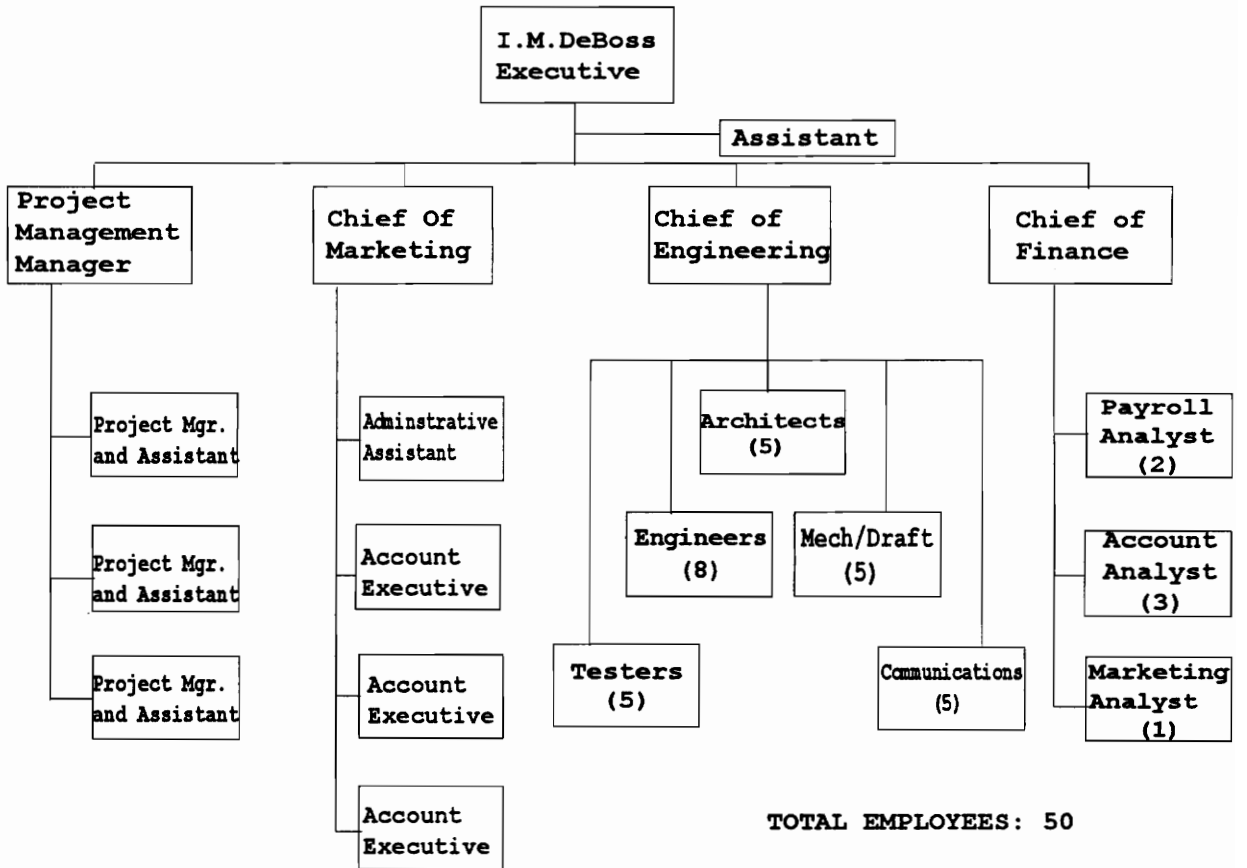 I.M.DeBoss
Executive
Assistant
Project
Management
Manager
Chief Of
Marketing
Chief of
Engineering
Chief of
Finance
Project Mgr.
and Assistant
Project Mgr.
and Assistant
Project Mgr.
and Assistant
Adminstrative
Assistant
Account
Executive
Account
Executive
Account
Executive
Architects
(5)
Engineers
(8)
Mech/Draft
(5)
Testers
(5)
Communications
(5)
Payroll
Analyst
(2)
Account
Analyst
(3)
Marketing
Analyst
(1)
TOTAL EMPLOYEES: 50